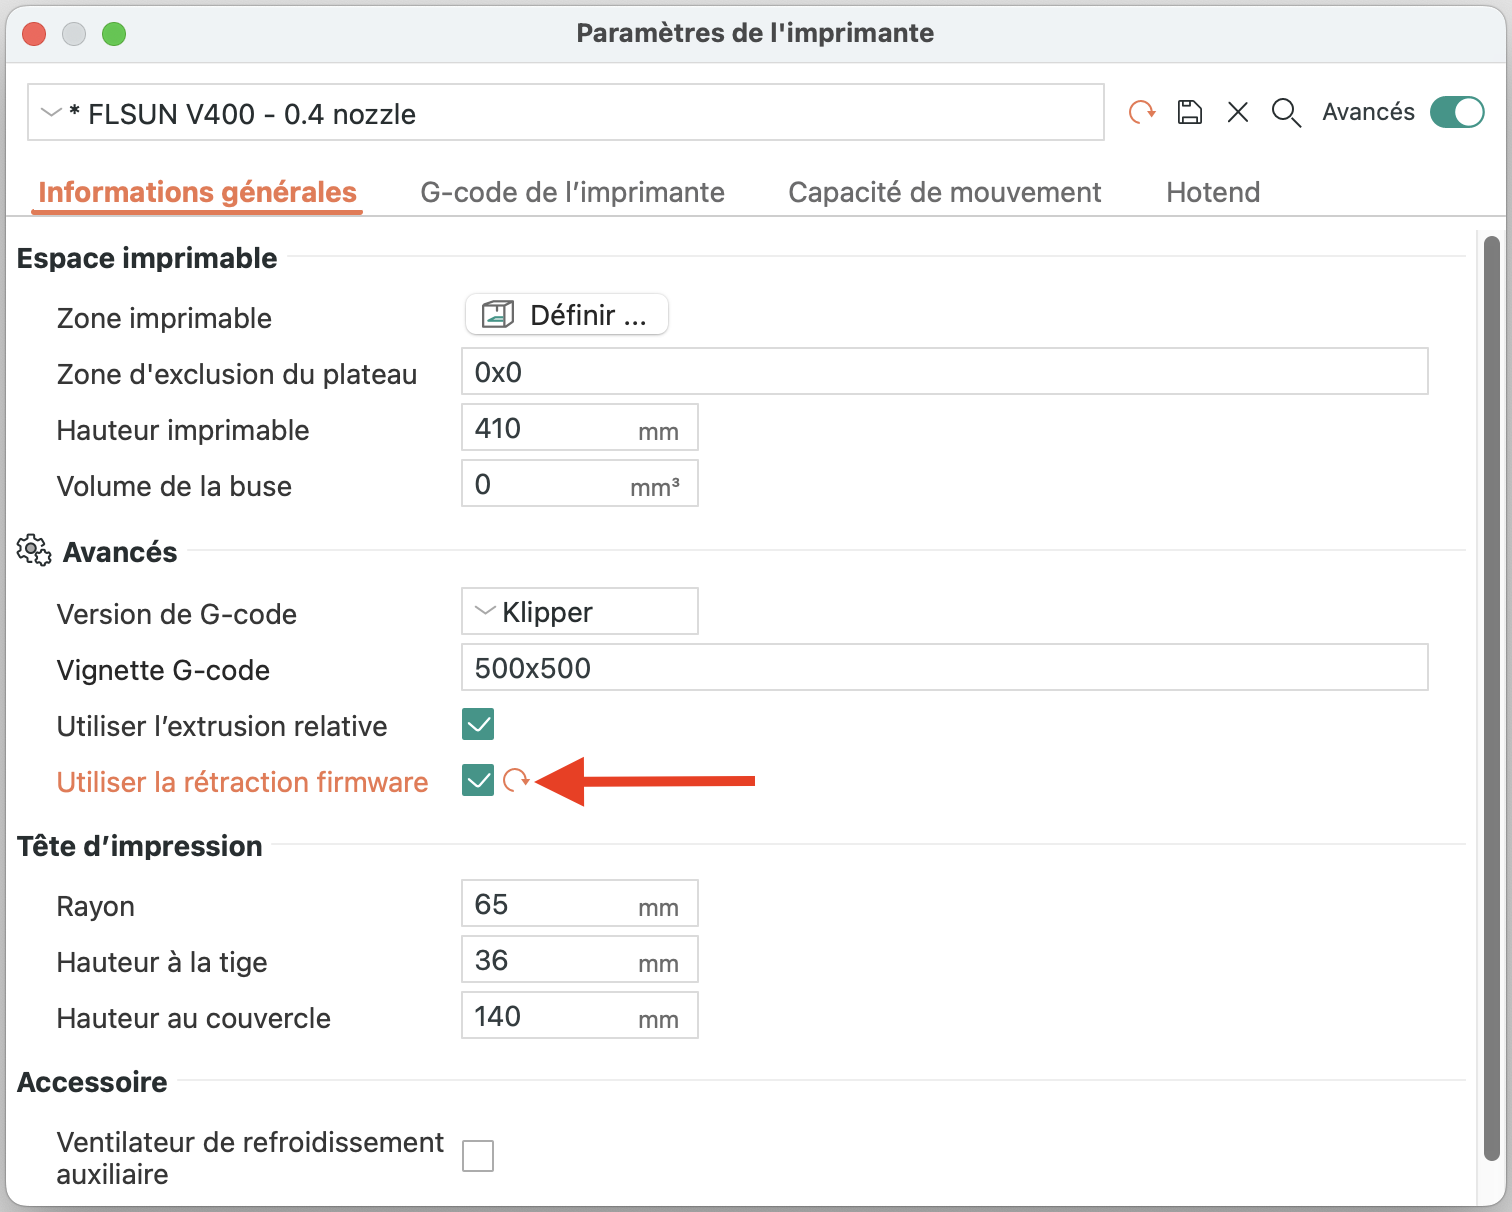 Paramètres de l'imprimante
* FLSUN V400 - 0.4 nozzle
Avancés
Informations générales
G-code de l’imprimante
Capacité de mouvement
Hotend
Espace imprimable
Zone imprimable
Définir ...
Zone d'exclusion du plateau
0x0
Hauteur imprimable
410 mm
Volume de la buse
0 mm³
Avancés
Version de G-code
Klipper
Vignette G-code
500x500
Utiliser l’extrusion relative
Utiliser la rétraction firmware
Tête d’impression
Rayon
65 mm
Hauteur à la tige
36 mm
Hauteur au couvercle
140 mm
Accessoire
Ventilateur de refroidissement
auxiliaire